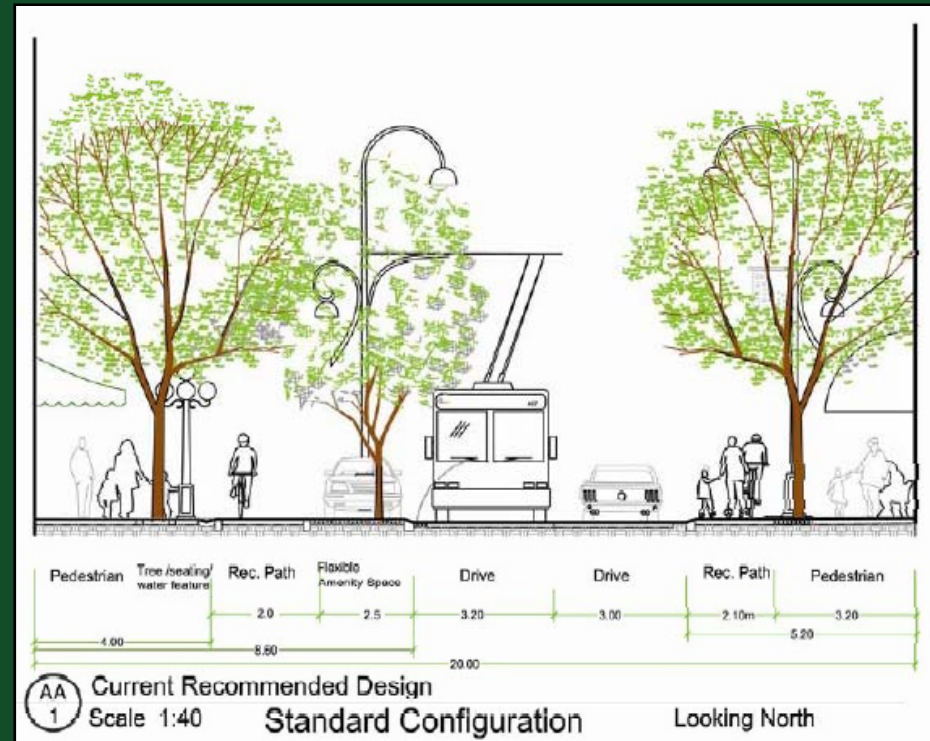 Pedestrian
Tree /seating/
water feature
Rec. Path
Flexible
Amenity Space
Drive
Drive
Rec. Path
Pedestrian
2.0
2.5
3.20
3.00
2.10m
3.20
4.00
8.60
5.20
20.00
AA
1
Current Recommended Design
Scale 1:40
Standard Configuration
Looking North